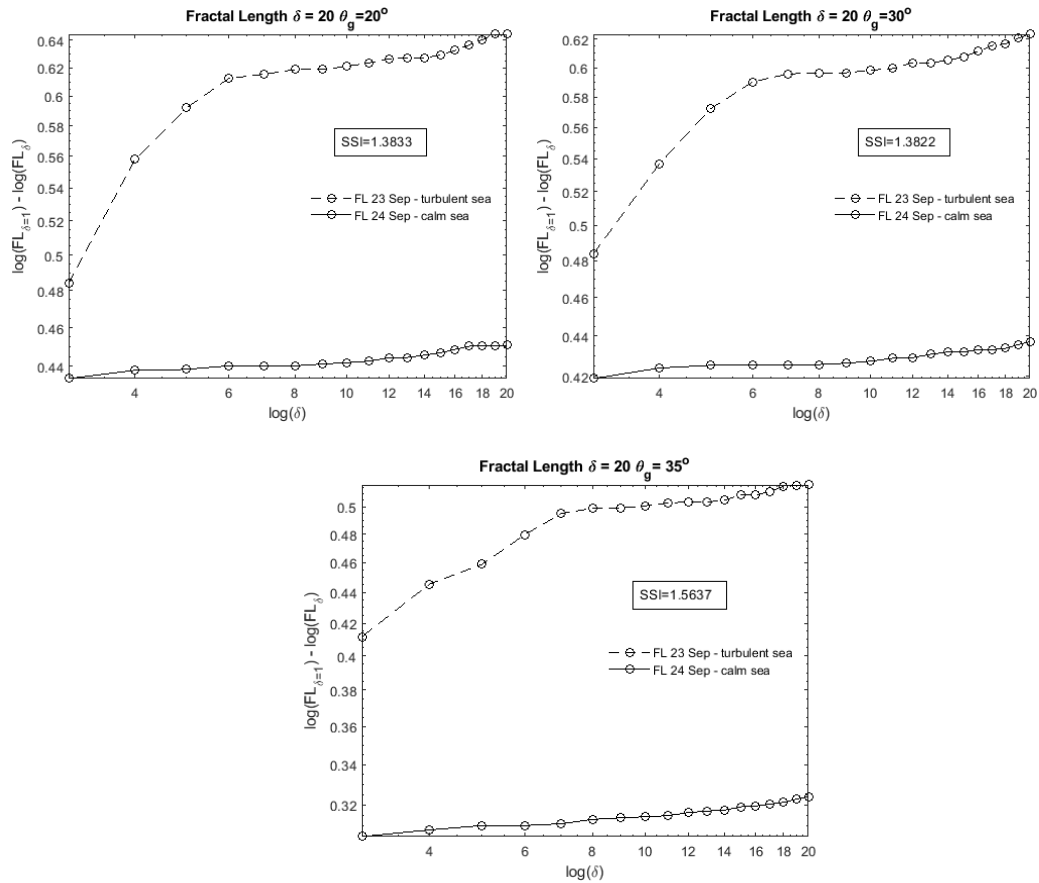 Fractal Length δ = 20 θg=20o
0.64
0.62
0.6
0.58
0.56
0.54
0.52
0.5
0.48
0.46
0.44
log(FLδ=1) - log(FLδ)
SSI=1.3833
FL 23 Sep - turbulent sea
FL 24 Sep - calm sea
4 6 8 10 12 14 16 18 20
log(δ)
Fractal Length δ = 20 θg=30o
0.62
0.6
0.58
0.56
0.54
0.52
0.5
0.48
0.46
0.44
0.42
log(FLδ=1) - log(FLδ)
SSI=1.3822
FL 23 Sep - turbulent sea
FL 24 Sep - calm sea
4 6 8 10 12 14 16 18 20
log(δ)
Fractal Length δ = 20 θg= 35o
0.5
0.48
0.46
0.44
0.42
0.4
0.38
0.36
0.34
0.32
log(FLδ=1) - log(FLδ)
SSI=1.5637
FL 23 Sep - turbulent sea
FL 24 Sep - calm sea
4 6 8 10 12 14 16 18 20
log(δ)